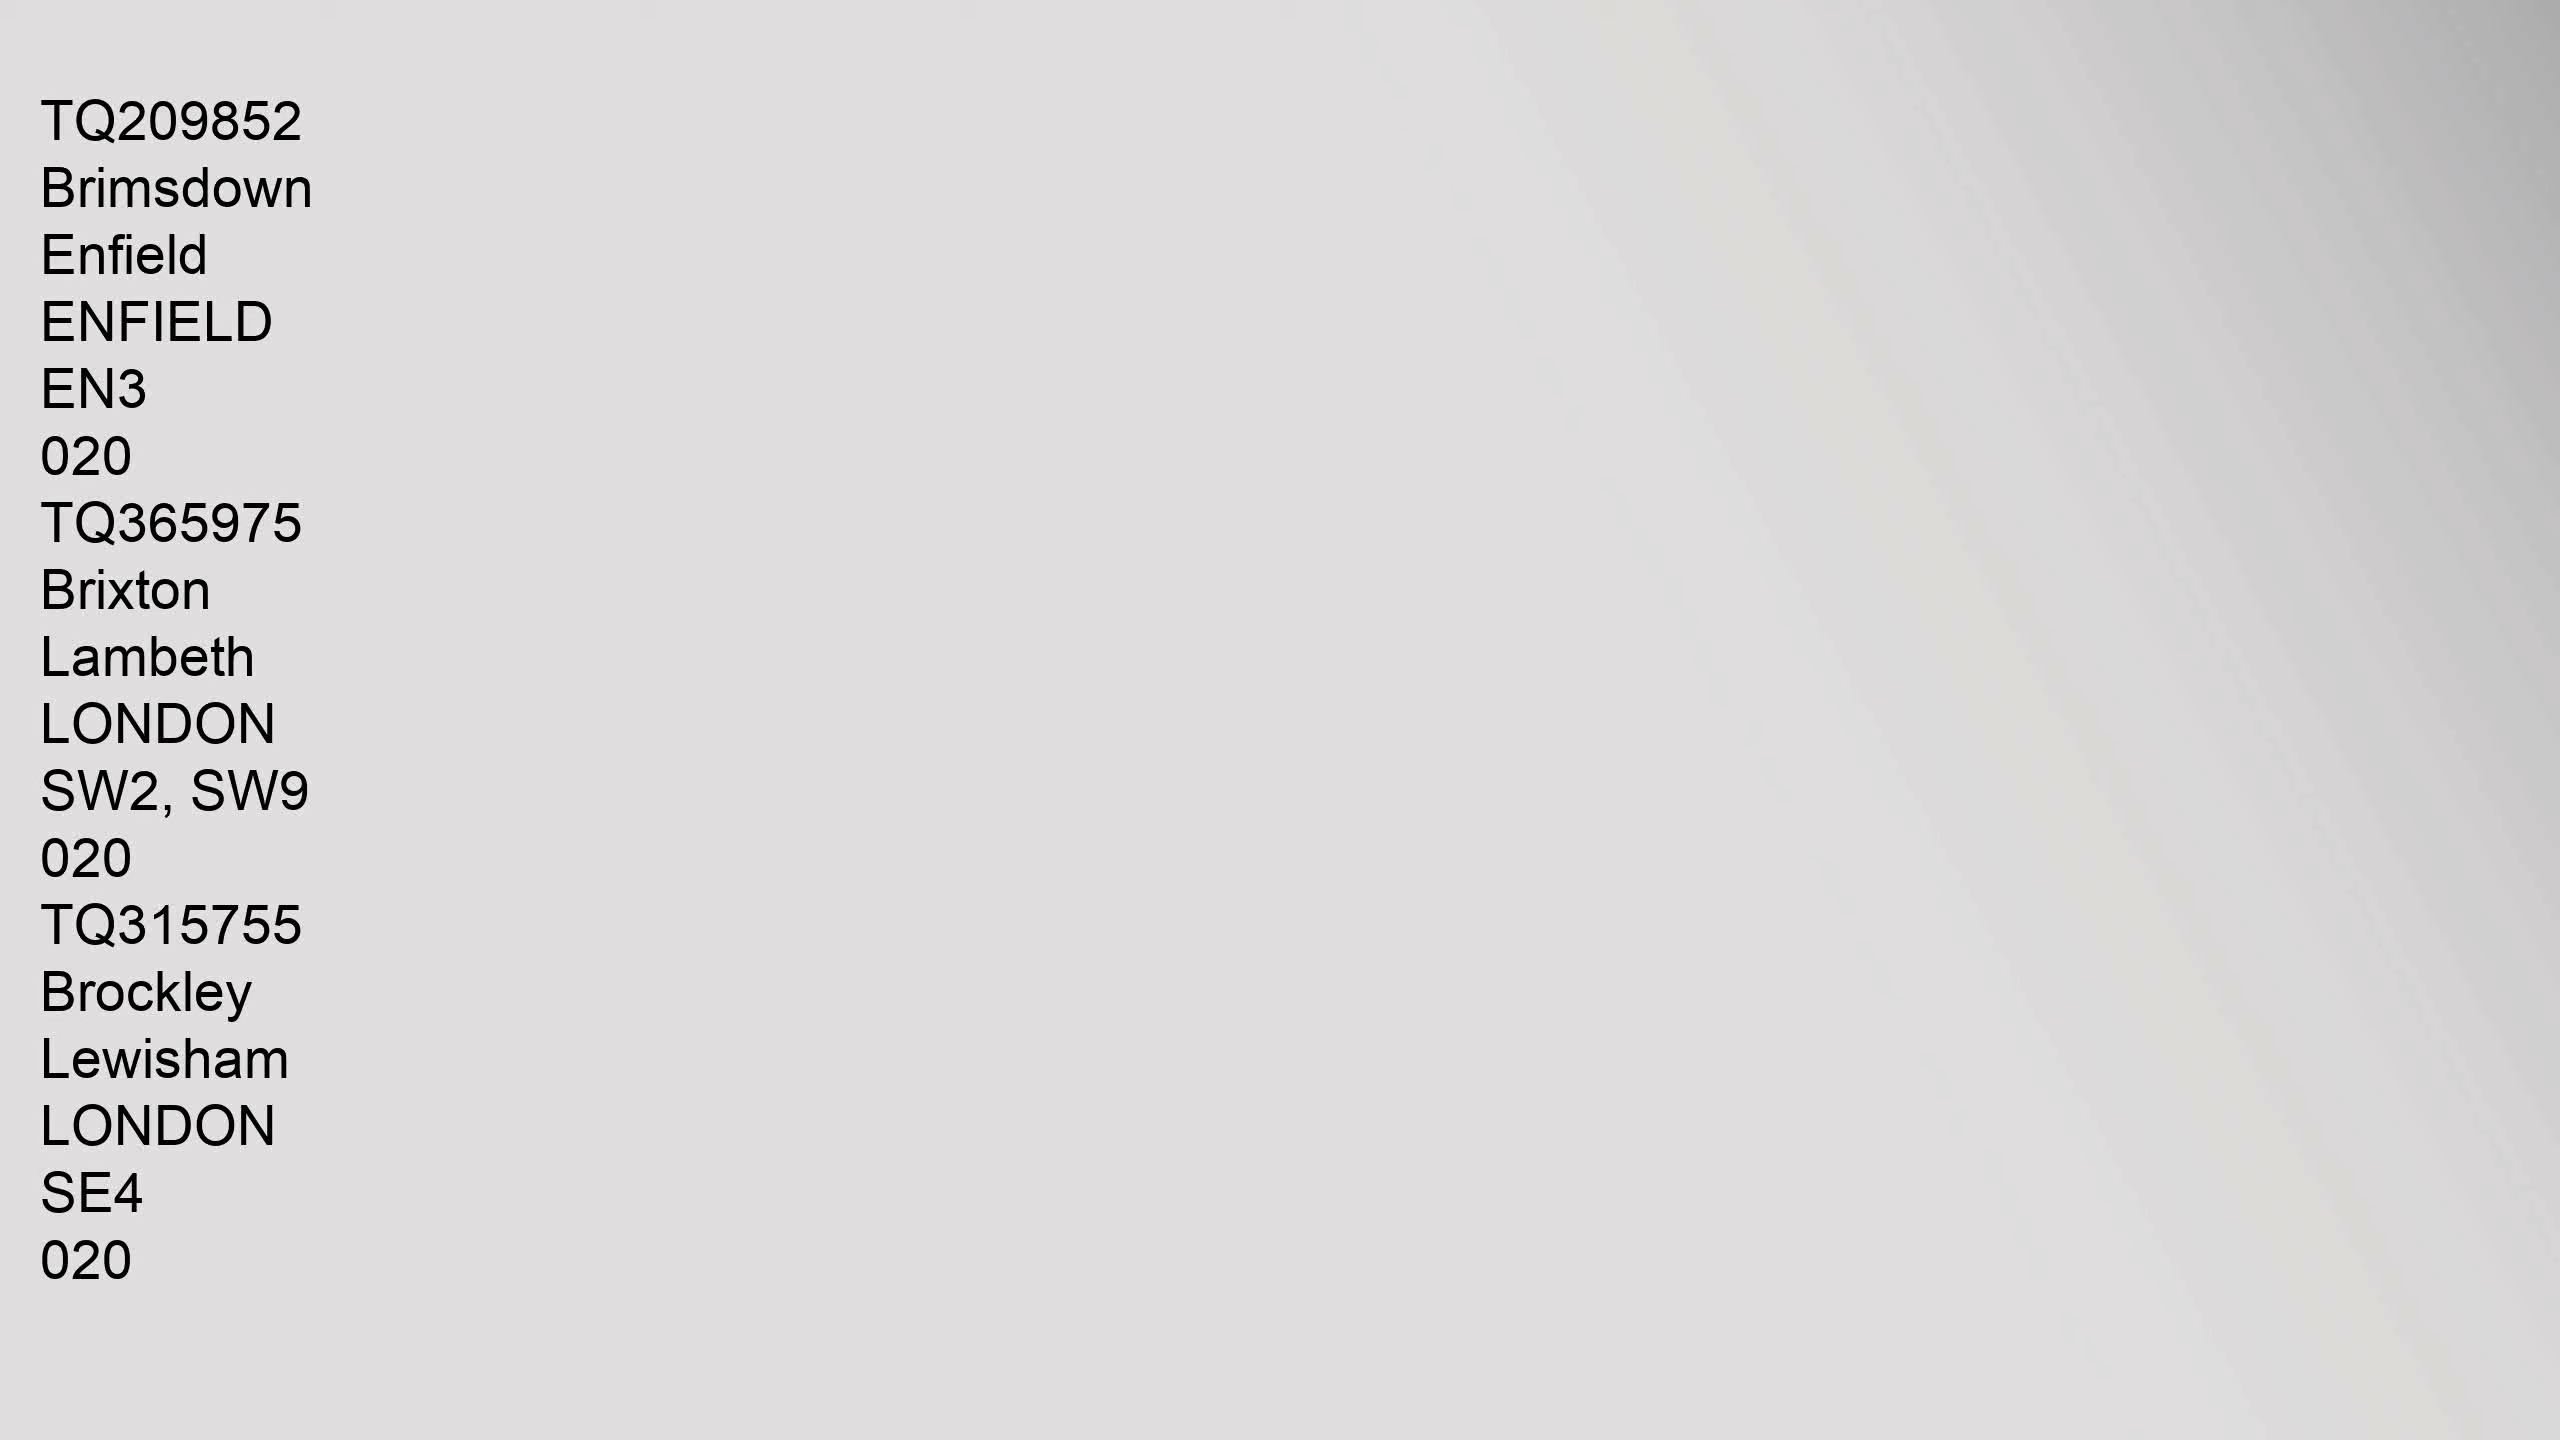 TQ209852
Brimsdown
Enfield
ENFIELD
EN3
020
TQ365975
Brixton
Lambeth
LONDON
SW2, SW9
020
TQ315755
Brockley
Lewisham
LONDON
SE4
020